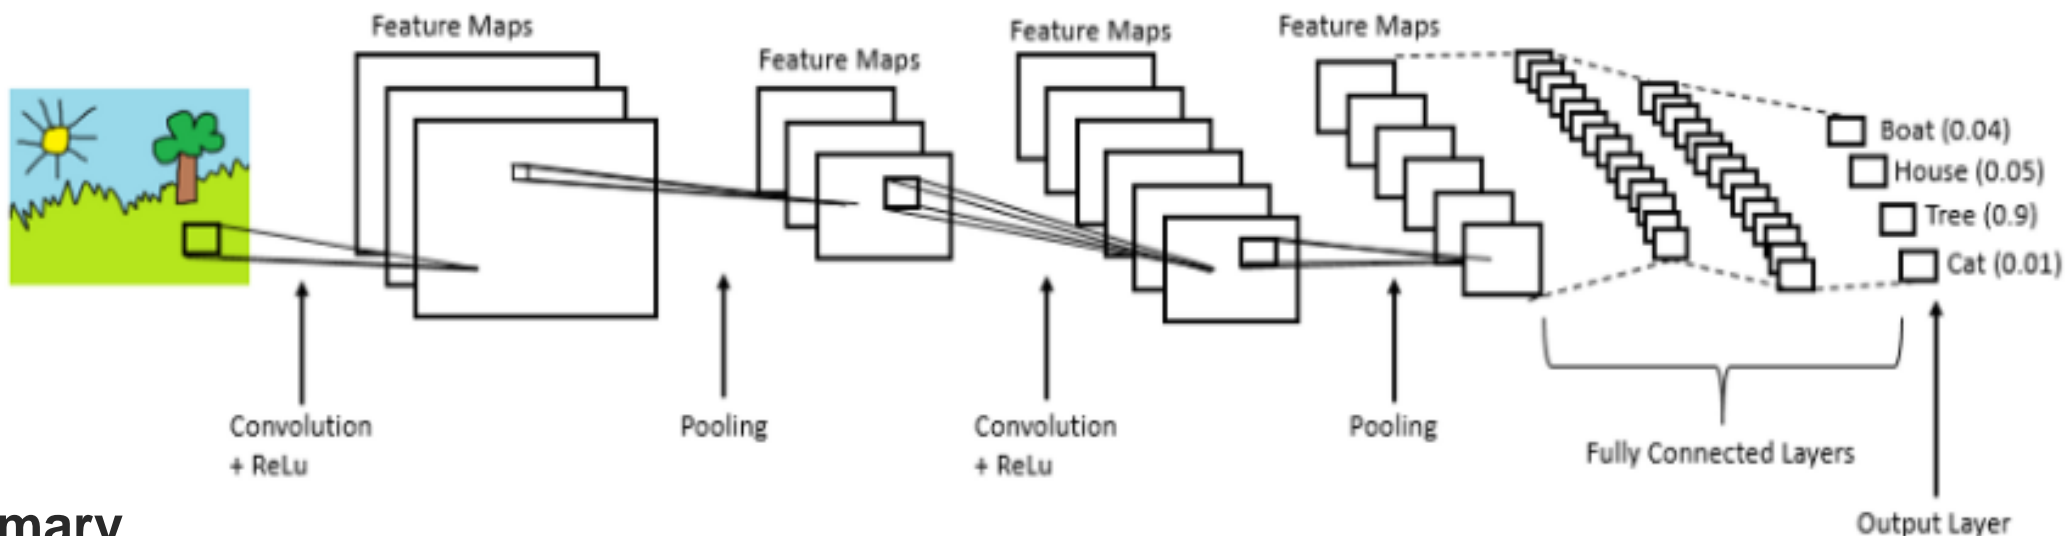 Feature Maps
Feature Maps
Feature Maps
Feature Maps
Boat (0.04)
House (0.05)
Tree (0.9)
Cat (0.01)
Convolution
+ ReLu
Pooling
Convolution
+ ReLu
Pooling
Fully Connected Layers
Output Layer
mary